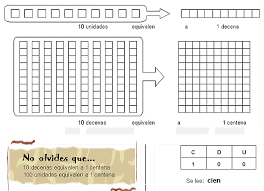 10 unidades equivalen a 1 decena
10 decenas equivalen a 1 centena
No olvides que...
10 decenas equivalen a 1 centena
100 unidades equivalen a 1 centena
C D U
1 0 0
Se lee: cien